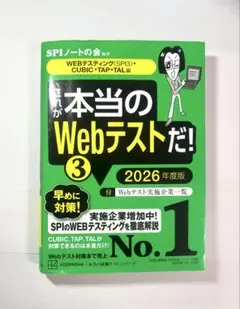 SPIノートの会 編著
WEBテスティング(SPI3)・
CUBIC・TAP・TAL編
これが
本当の
Webテストだ!
3
2026年度版
付 Webテスト実施企業一覧
早めに
対策!
実施企業増加中!
SPIのWEBテスティングを徹底解説
CUBIC、TAP、TALが
対策できるのは本書だけ!
Webテスト対策本で売上
No.1
KODANSHA